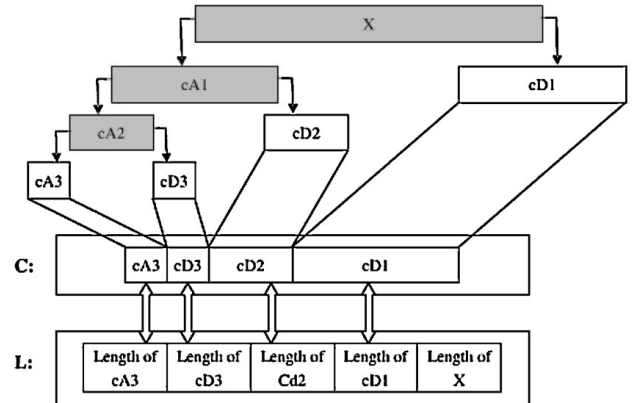 X
cA1
cD1
cA2
cD2
cA3
cD3
C:
cA3
cD3
cD2
cD1
L:
Length of
cA3
Length of
cD3
Length of
Cd2
Length of
cD1
Length of
X